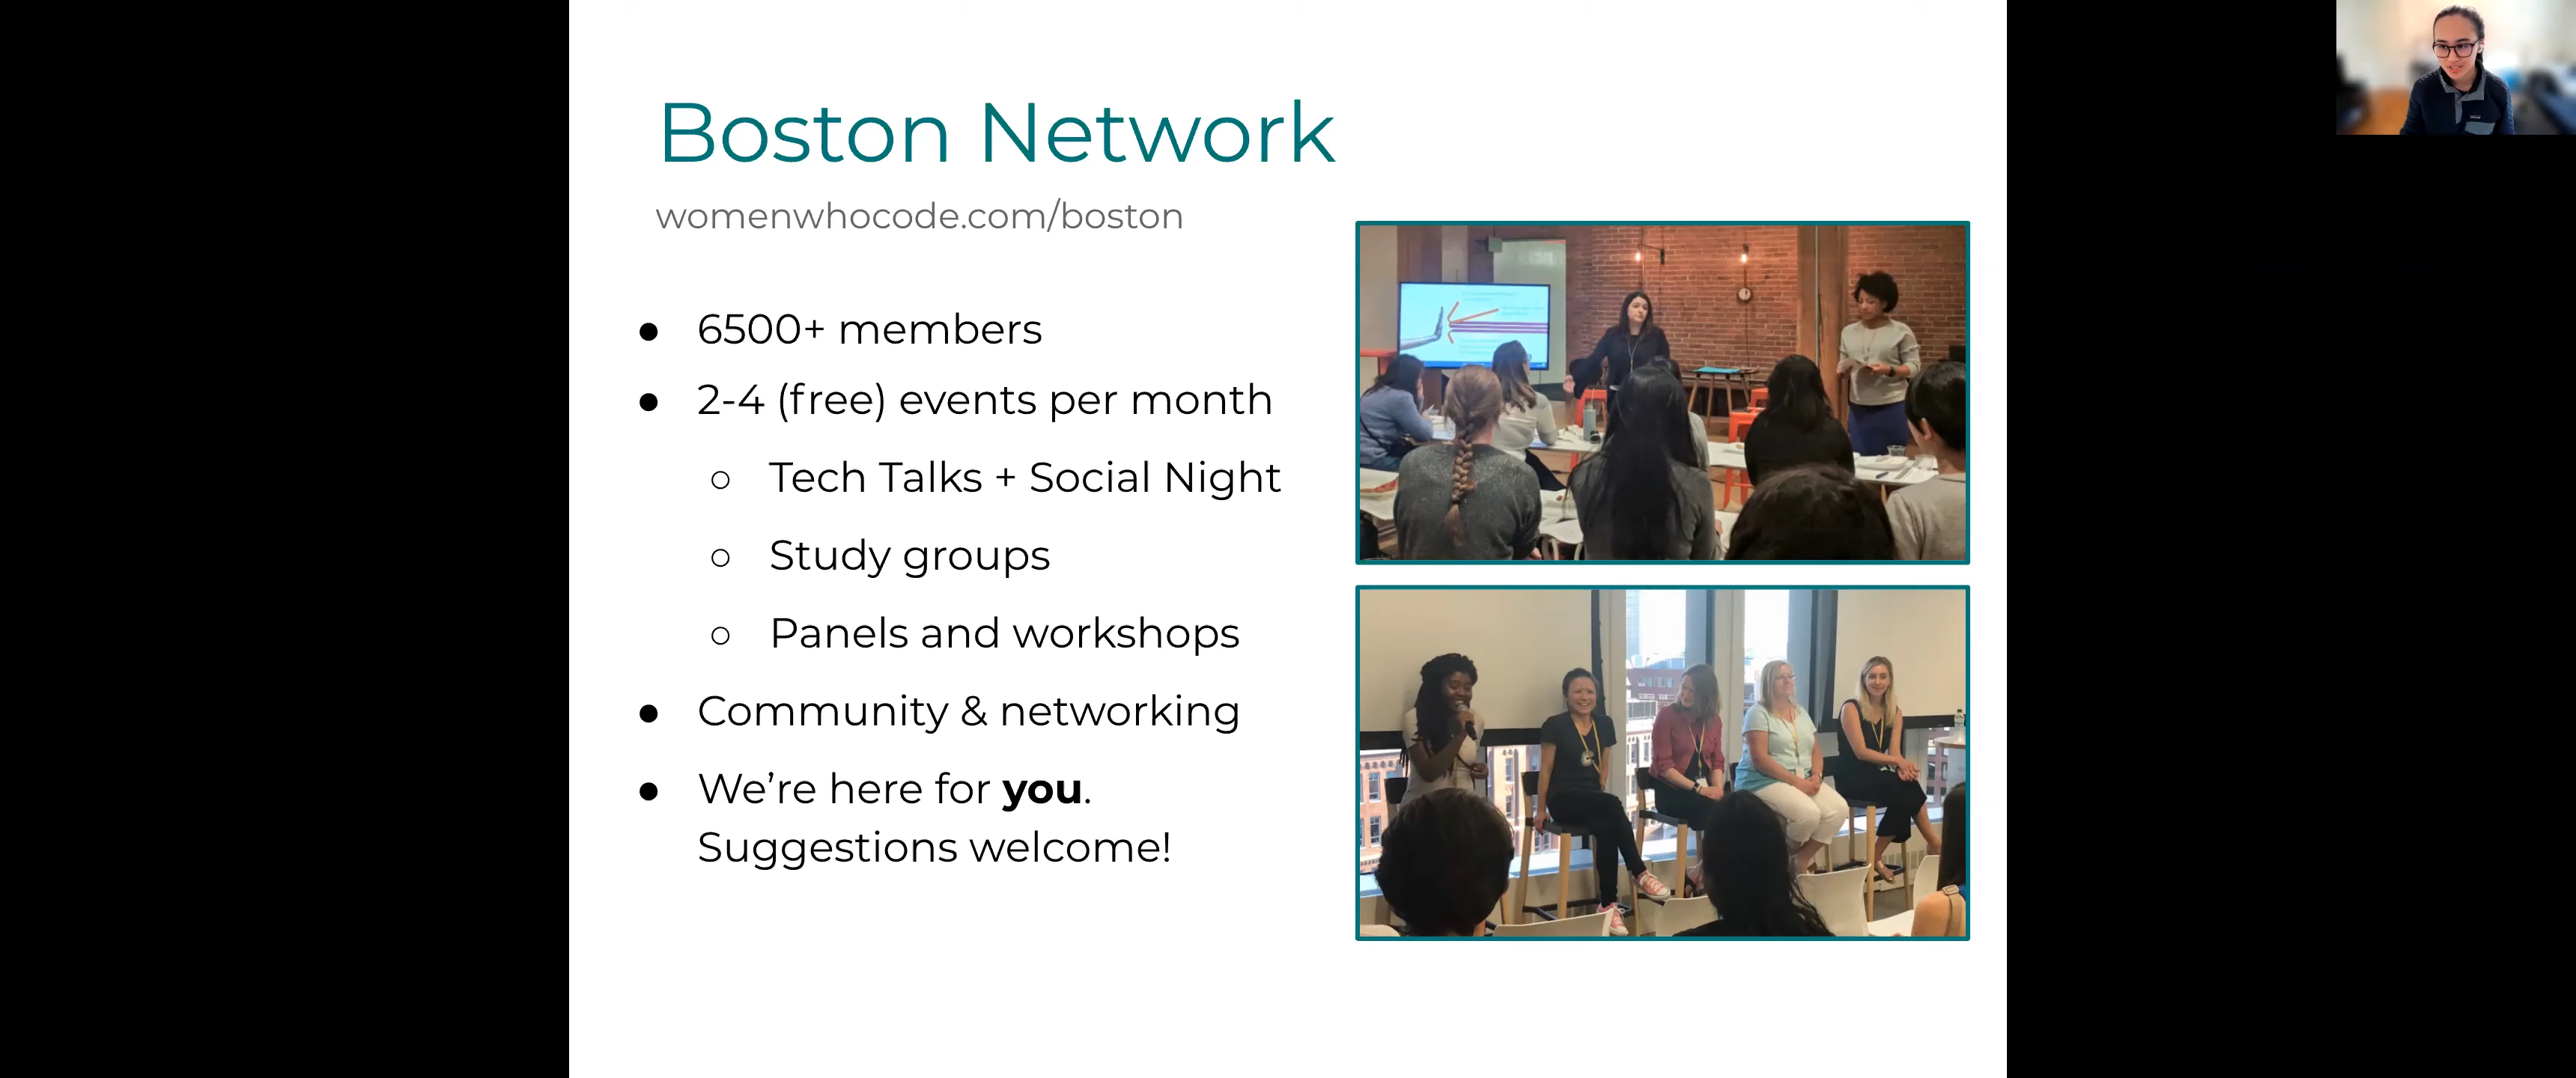 Boston Network
womenwhocode.com/boston
● 6500+ members
● 2-4 (free) events per month
○ Tech Talks + Social Night
○ Study groups
○ Panels and workshops
● Community & networking
● We’re here for you.
Suggestions welcome!